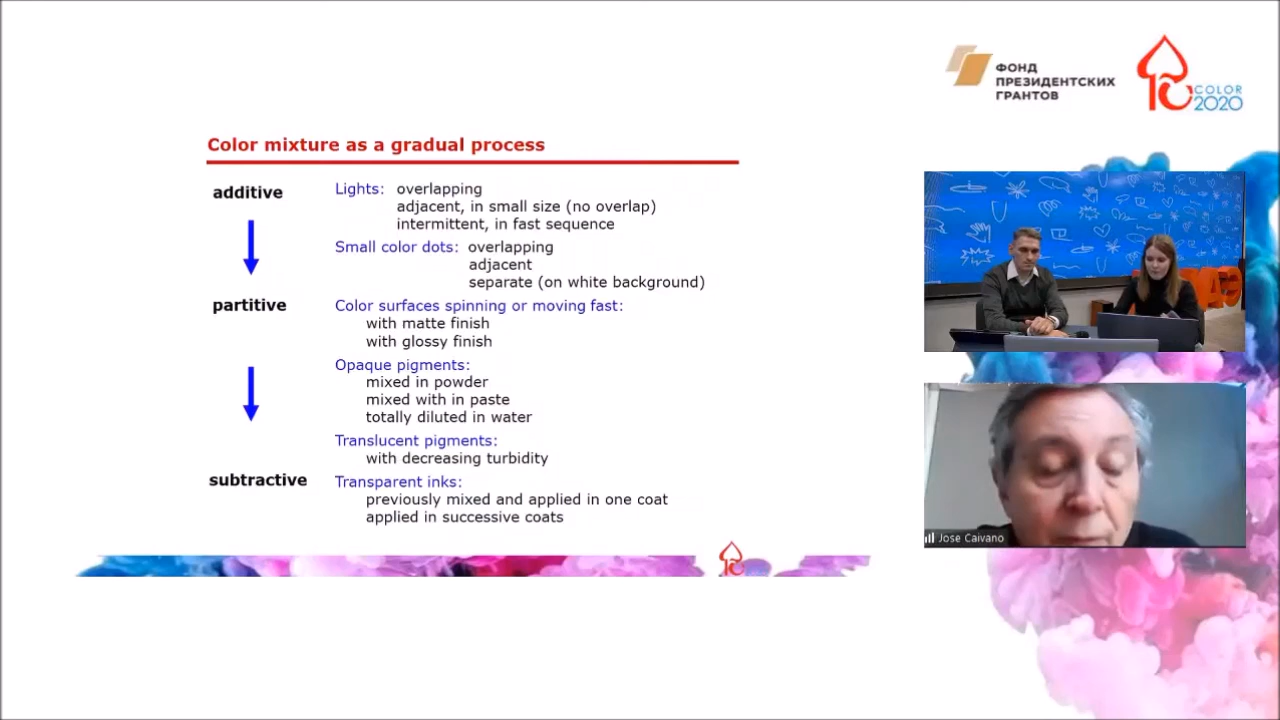 ФОНД
ПРЕЗИДЕНТСКИХ
ГРАНТОВ
COLOR
2020
Color mixture as a gradual process
additive
Lights: overlapping
adjacent, in small size (no overlap)
intermittent, in fast sequence
Small color dots: overlapping
adjacent
separate (on white background)
partitive
Color surfaces spinning or moving fast:
with matte finish
with glossy finish
Opaque pigments:
mixed in powder
mixed with in paste
totally diluted in water
Translucent pigments:
with decreasing turbidity
subtractive
Transparent inks:
previously mixed and applied in one coat
applied in successive coats
Jose Caivano